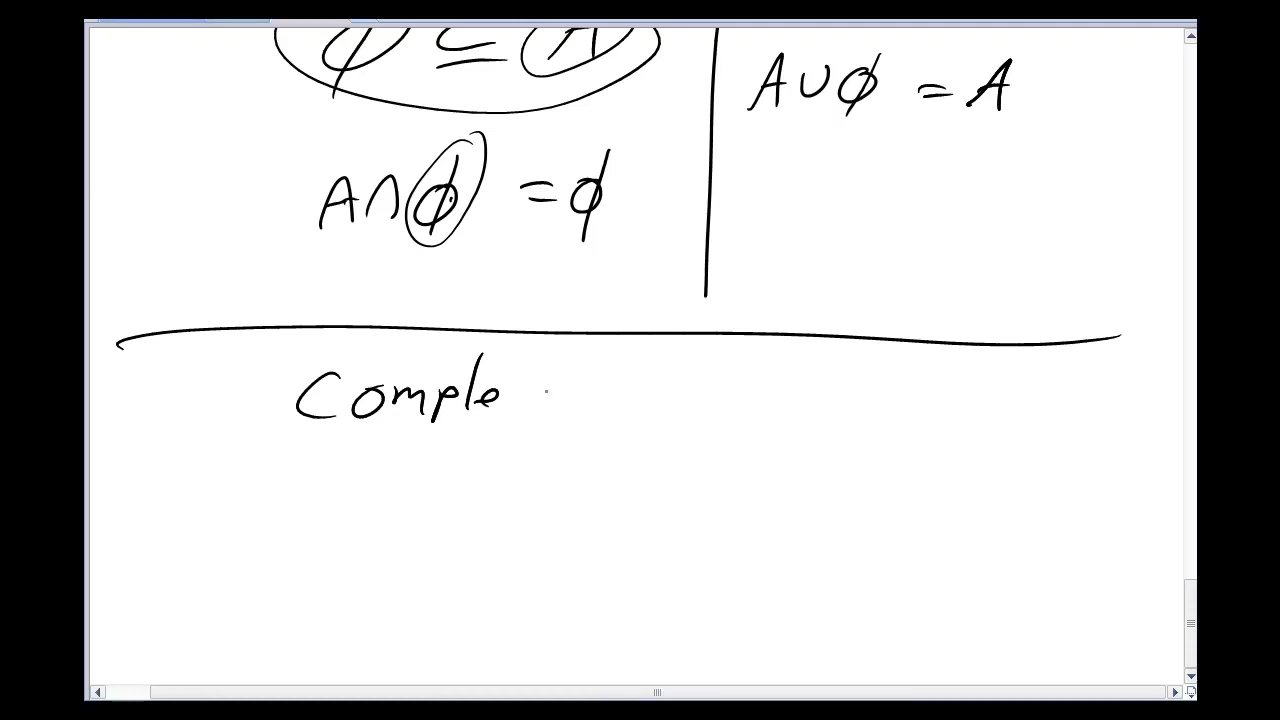 ϕ ⊆ A
A ∪ ϕ = A
A ∩ ϕ = ϕ
Comple